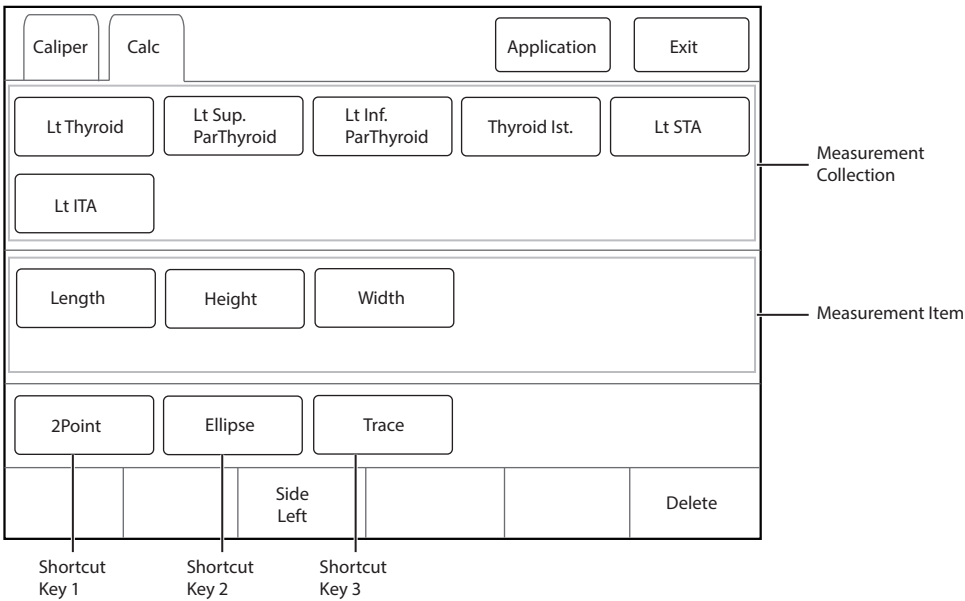 Caliper
Calc
Application
Exit
Lt Thyroid
Lt Sup.
ParThyroid
Lt Inf.
ParThyroid
Thyroid Ist.
Lt STA
Measurement
Collection
Lt ITA
Length
Height
Width
Measurement Item
2Point
Ellipse
Trace
Side
Left
Delete
Shortcut
Key 1
Shortcut
Key 2
Shortcut
Key 3